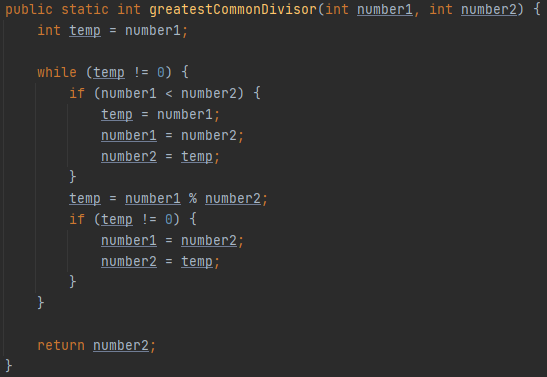 public static int greatestCommonDivisor(int number1, int number2) {
    int temp = number1;

    while (temp != 0) {
        if (number1 < number2) {
            temp = number1;
            number1 = number2;
            number2 = temp;
        }
        temp = number1 % number2;
        if (temp != 0) {
            number1 = number2;
            number2 = temp;
        }
    }

    return number2;
}